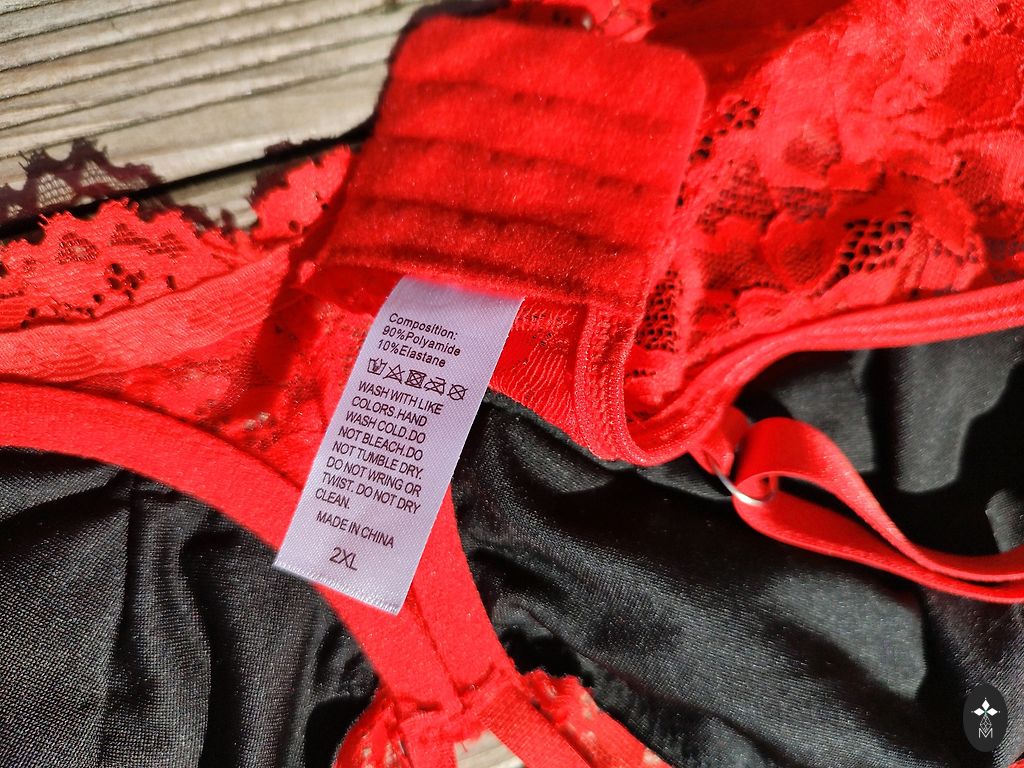 Composition:
90%Polyamide
10%Elastane
WASH WITH LIKE
COLORS.HAND
WASH COLD.DO
NOT BLEACH.DO
NOT TUMBLE DRY.
DO NOT WRING OR
TWIST. DO NOT DRY
CLEAN.
MADE IN CHINA
2XL
M